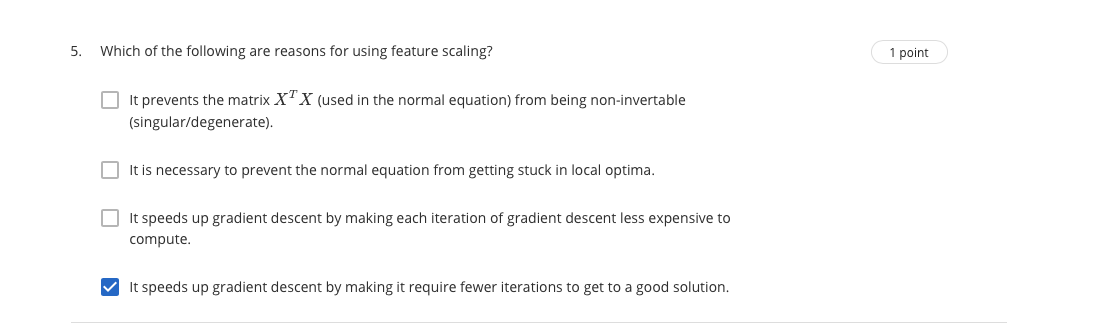 5. Which of the following are reasons for using feature scaling?
1 point
It prevents the matrix $X^T X$ (used in the normal equation) from being non-invertable
(singular/degenerate).
It is necessary to prevent the normal equation from getting stuck in local optima.
It speeds up gradient descent by making each iteration of gradient descent less expensive to
compute.
It speeds up gradient descent by making it require fewer iterations to get to a good solution.